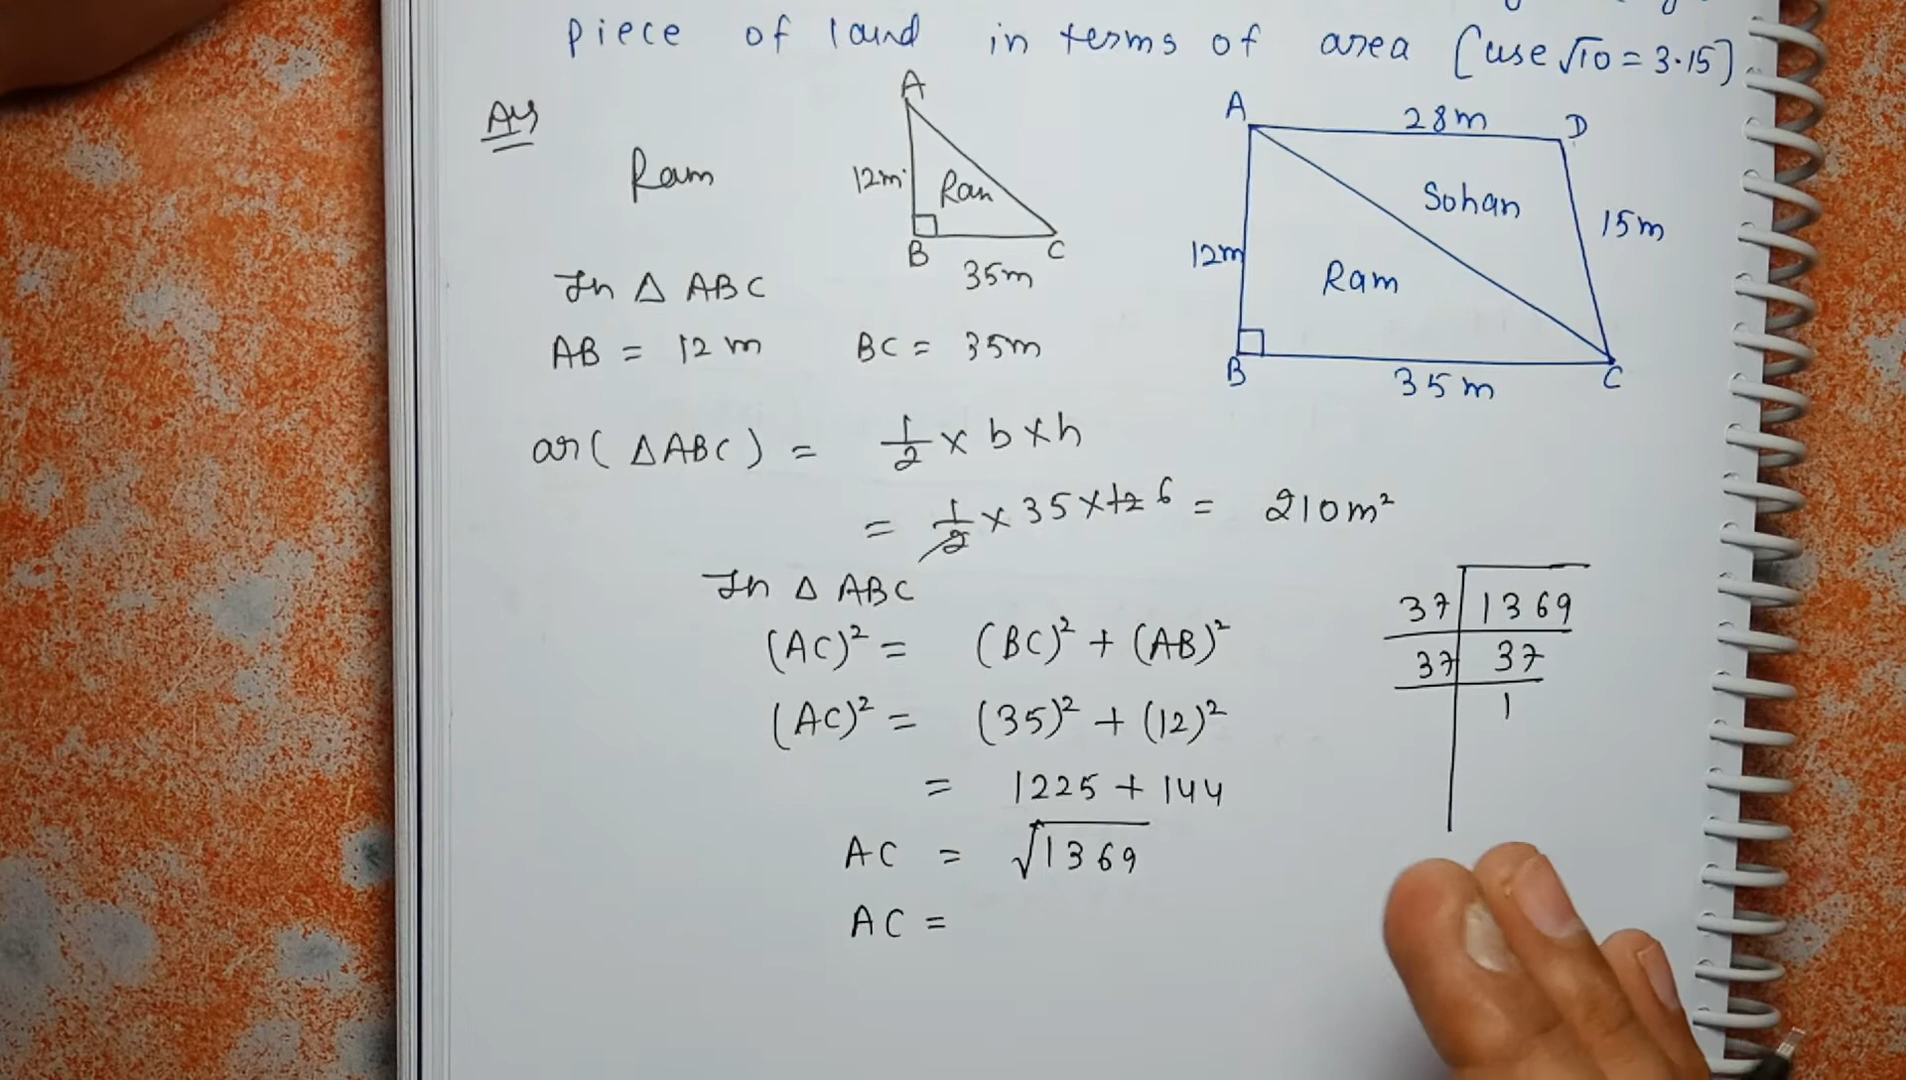 piece of land in terms of area [use √10 = 3.15]
Ans
Ram
A
12m
Ram
B
C
35m
A
28m
D
Sohan
15m
12m
Ram
B
35m
C
In △ ABC
AB = 12 m BC = 35m
ar( △ABC) = 1/2 × b × h
= 1/2 × 35 × 12 6 = 210m²
In △ ABC
(AC)² = (BC)² + (AB)²
(AC)² = (35)² + (12)²
= 1225 + 144
AC = √1369
AC =
37 1369
37 37
1